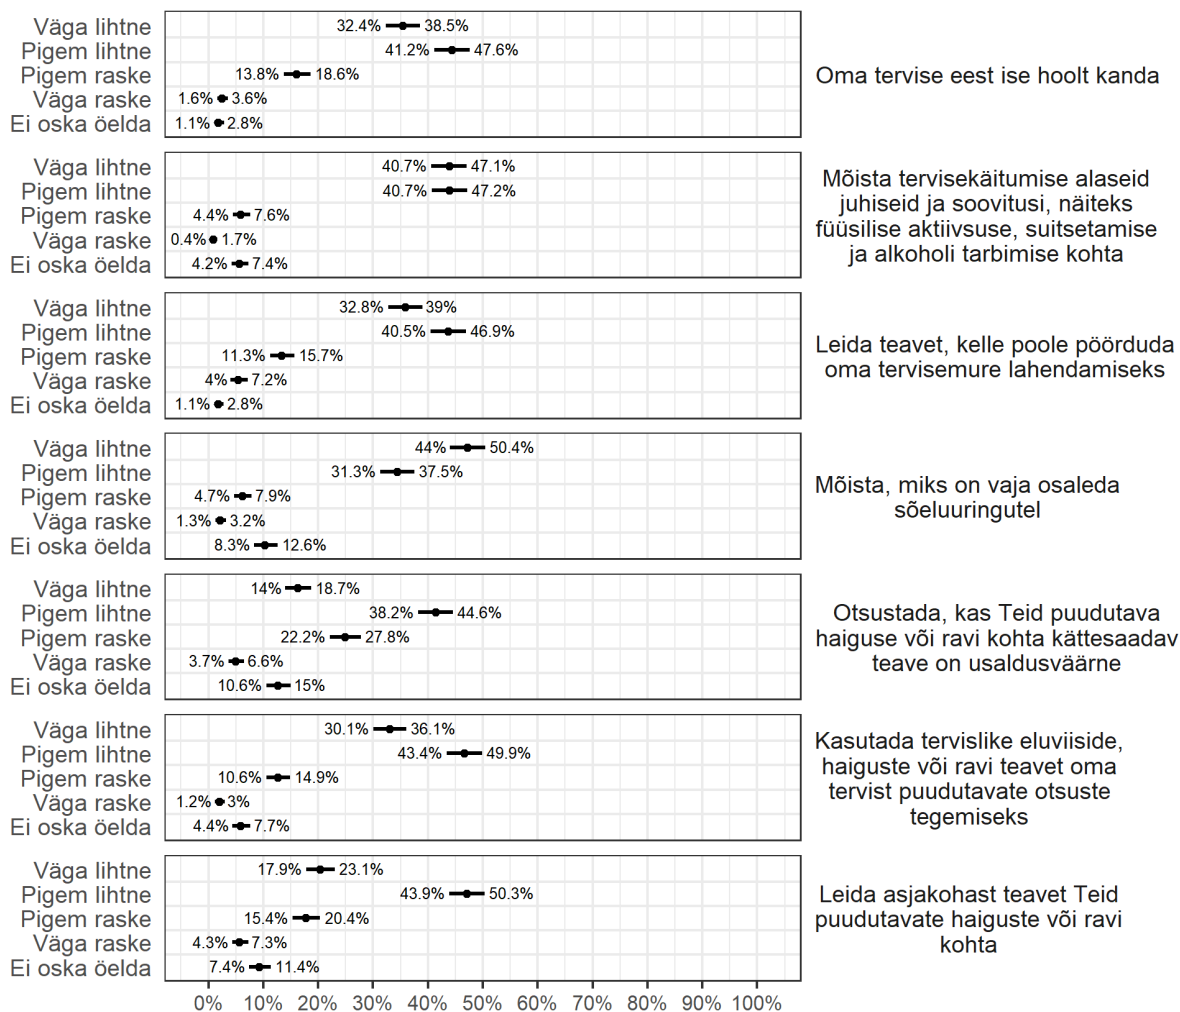 Väga lihtne 32.4% 38.5%
Pigem lihtne 41.2% 47.6%
Pigem raske 13.8% 18.6%
Väga raske 1.6% 3.6%
Ei oska öelda 1.1% 2.8%
Oma tervise eest ise hoolt kanda
Väga lihtne 40.7% 47.1%
Pigem lihtne 40.7% 47.2%
Pigem raske 4.4% 7.6%
Väga raske 0.4% 1.7%
Ei oska öelda 4.2% 7.4%
Mõista tervisekäitumise alaseid
juhiseid ja soovitusi, näiteks
füüsilise aktiivsuse, suitsetamise
ja alkoholi tarbimise kohta
Väga lihtne 32.8% 39%
Pigem lihtne 40.5% 46.9%
Pigem raske 11.3% 15.7%
Väga raske 4% 7.2%
Ei oska öelda 1.1% 2.8%
Leida teavet, kelle poole pöörduda
oma tervisemure lahendamiseks
Väga lihtne 44% 50.4%
Pigem lihtne 31.3% 37.5%
Pigem raske 4.7% 7.9%
Väga raske 1.3% 3.2%
Ei oska öelda 8.3% 12.6%
Mõista, miks on vaja osaleda
sõeluuringutel
Väga lihtne 14% 18.7%
Pigem lihtne 38.2% 44.6%
Pigem raske 22.2% 27.8%
Väga raske 3.7% 6.6%
Ei oska öelda 10.6% 15%
Otsustada, kas Teid puudutava
haiguse või ravi kohta kättesaadav
teave on usaldusväärne
Väga lihtne 30.1% 36.1%
Pigem lihtne 43.4% 49.9%
Pigem raske 10.6% 14.9%
Väga raske 1.2% 3%
Ei oska öelda 4.4% 7.7%
Kasutada tervislike eluviiside,
haiguste või ravi teavet oma
tervist puudutavate otsuste
tegemiseks
Väga lihtne 17.9% 23.1%
Pigem lihtne 43.9% 50.3%
Pigem raske 15.4% 20.4%
Väga raske 4.3% 7.3%
Ei oska öelda 7.4% 11.4%
Leida asjakohast teavet Teid
puudutavate haiguste või ravi
kohta
0% 10% 20% 30% 40% 50% 60% 70% 80% 90% 100%